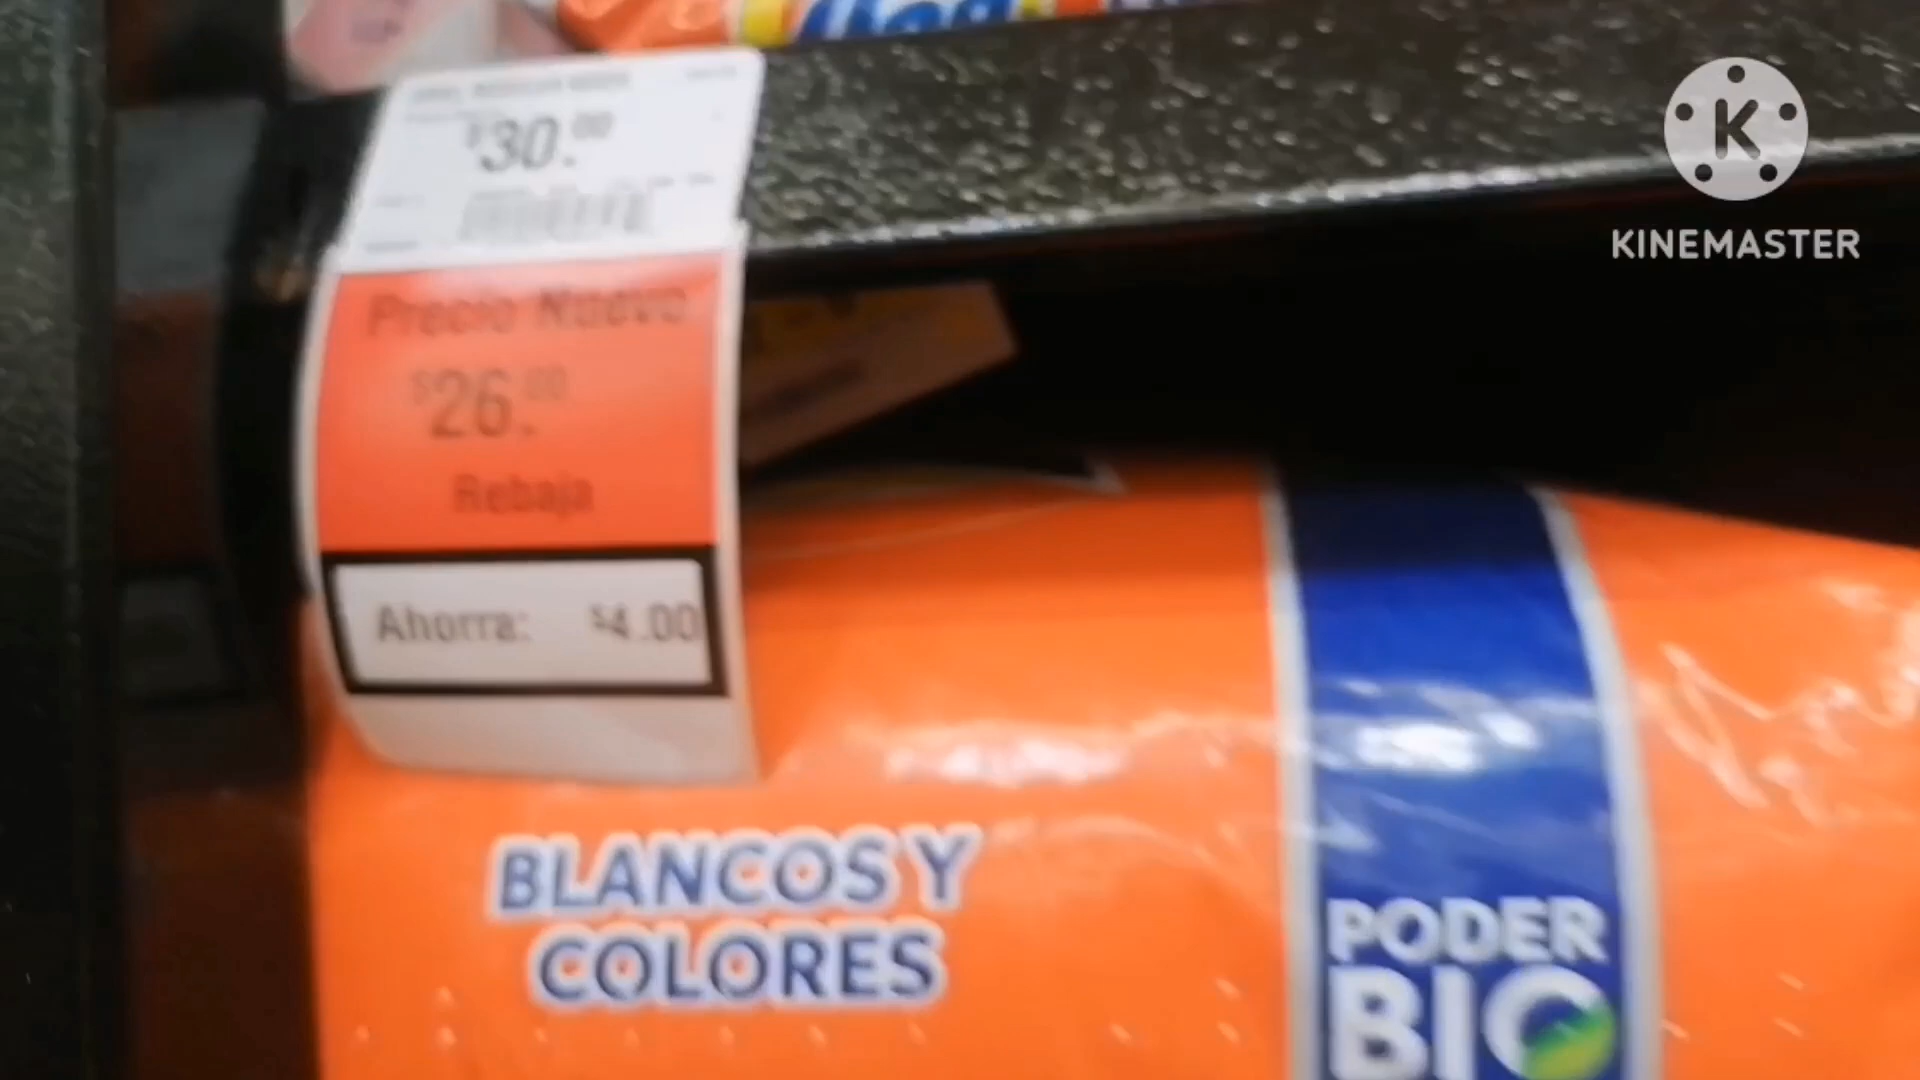 $30.00
KINEMASTER
Precio Nuevo
$26.00
Rebaja
Ahorra: $4.00
BLANCOS Y
COLORES
PODER
BIO